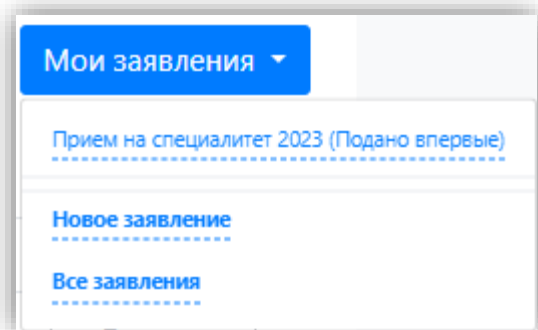 Мои заявления
Прием на специалитет 2023 (Подано впервые)
Новое заявление
Все заявления